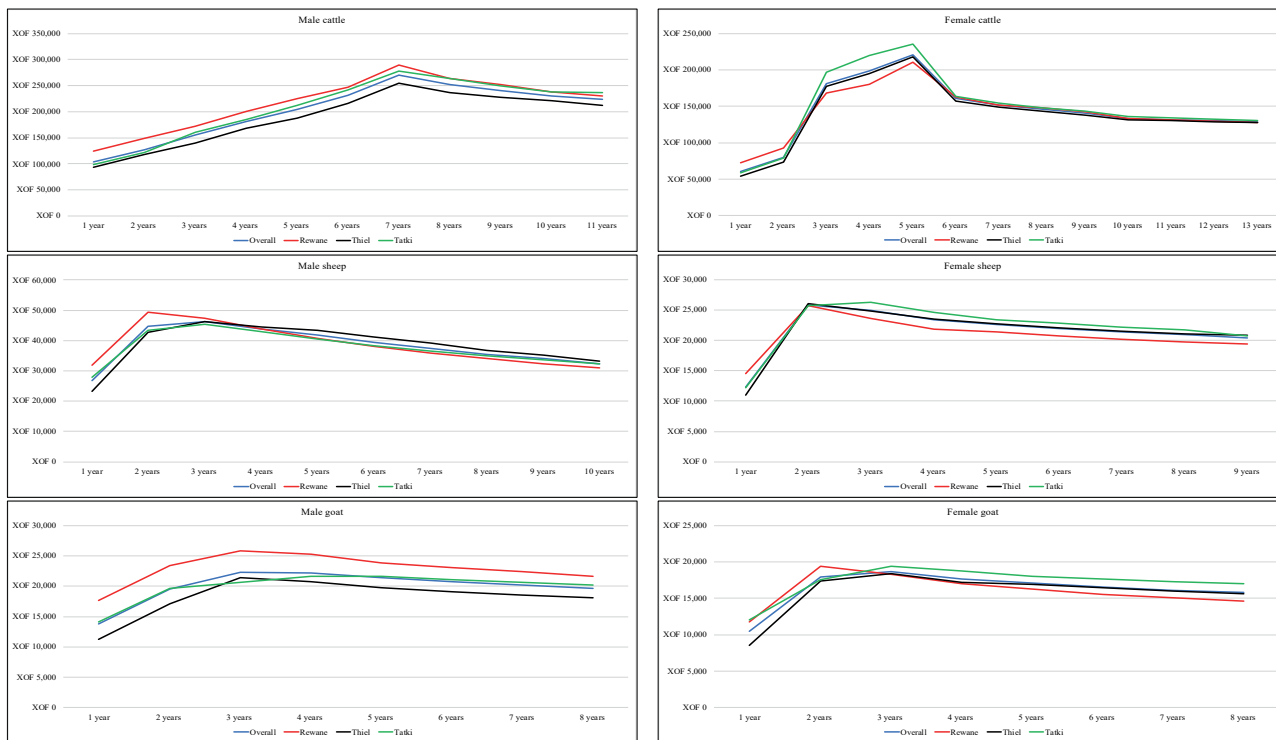 Male cattle
XOF 350,000
XOF 300,000
XOF 250,000
XOF 200,000
XOF 150,000
XOF 100,000
XOF 50,000
XOF 0
1 year 2 years 3 years 4 years 5 years 6 years 7 years 8 years 9 years 10 years 11 years
Overall Rewane Thiel Tatki
Female cattle
XOF 250,000
XOF 200,000
XOF 150,000
XOF 100,000
XOF 50,000
XOF 0
1 year 2 years 3 years 4 years 5 years 6 years 7 years 8 years 9 years 10 years 11 years 12 years 13 years
Overall Rewane Thiel Tatki
Male sheep
XOF 60,000
XOF 50,000
XOF 40,000
XOF 30,000
XOF 20,000
XOF 10,000
XOF 0
1 year 2 years 3 years 4 years 5 years 6 years 7 years 8 years 9 years 10 years
Overall Rewane Thiel Tatki
Female sheep
XOF 30,000
XOF 25,000
XOF 20,000
XOF 15,000
XOF 10,000
XOF 5,000
XOF 0
1 year 2 years 3 years 4 years 5 years 6 years 7 years 8 years 9 years
Overall Rewane Thiel Tatki
Male goat
XOF 30,000
XOF 25,000
XOF 20,000
XOF 15,000
XOF 10,000
XOF 5,000
XOF 0
1 year 2 years 3 years 4 years 5 years 6 years 7 years 8 years
Overall Rewane Thiel Tatki
Female goat
XOF 25,000
XOF 20,000
XOF 15,000
XOF 10,000
XOF 5,000
XOF 0
1 year 2 years 3 years 4 years 5 years 6 years 7 years 8 years
Overall Rewane Thiel Tatki